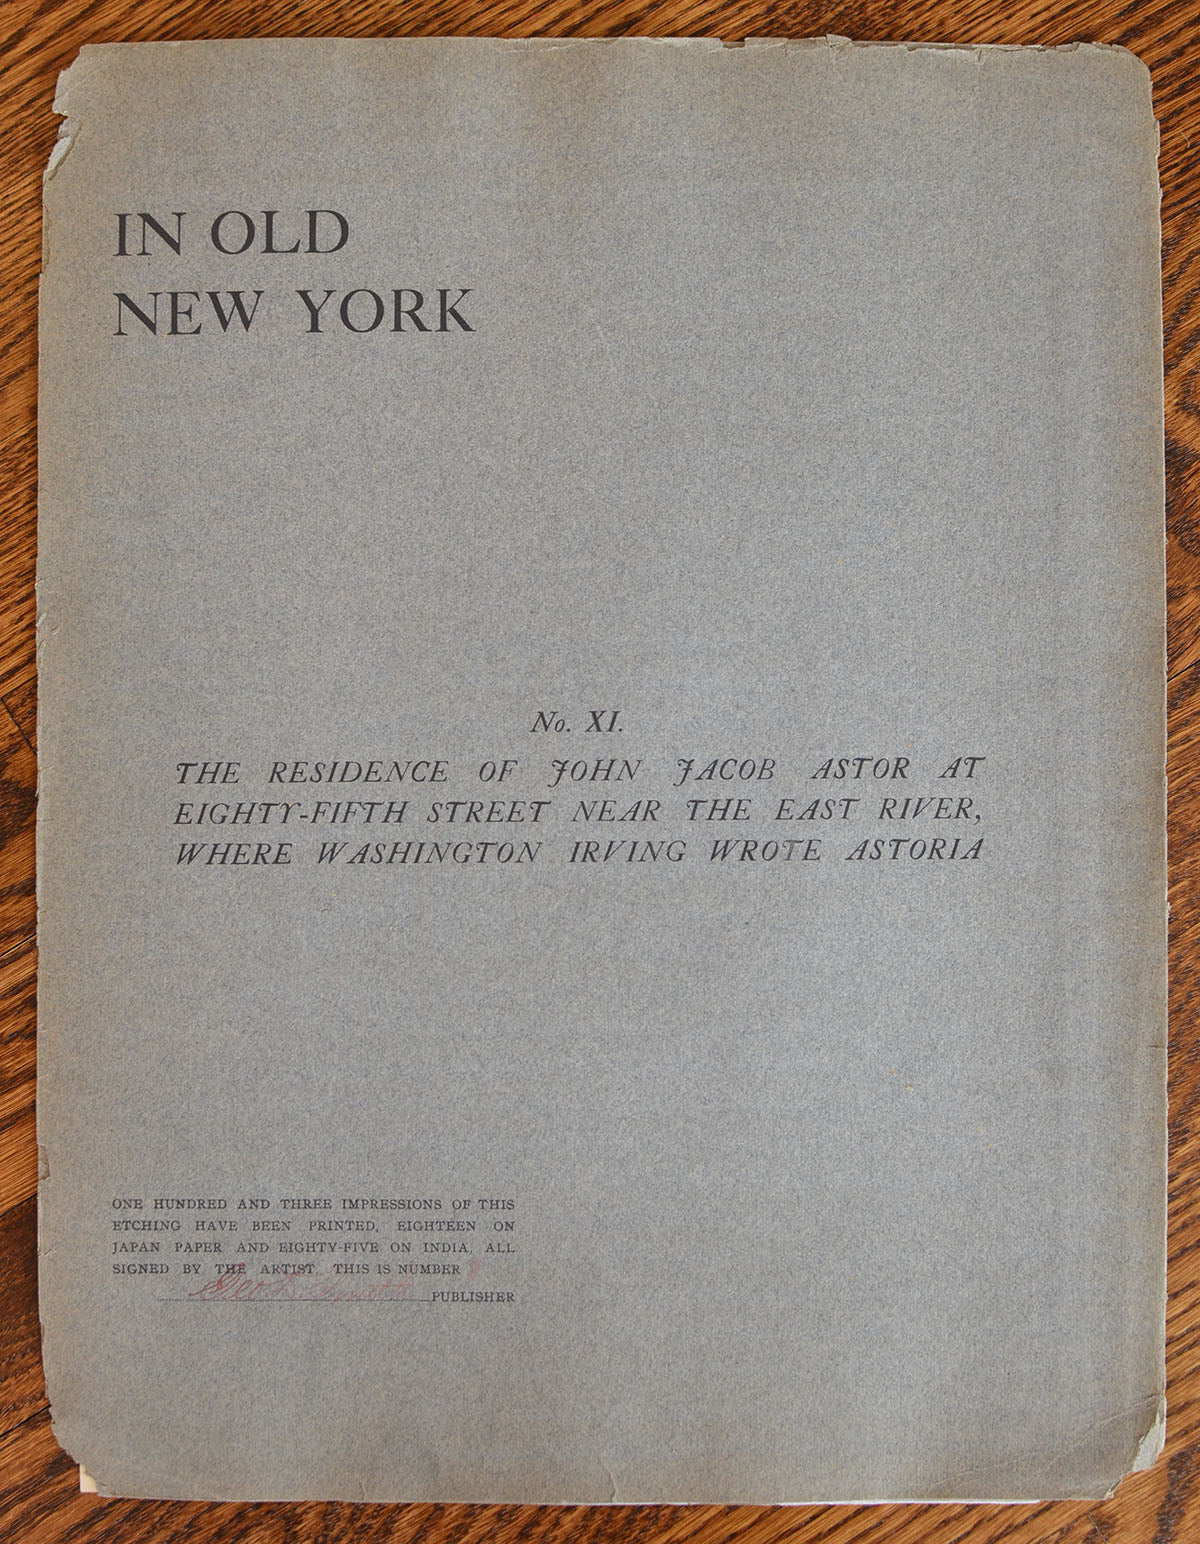 IN OLD
NEW YORK
No. XI.
THE RESIDENCE OF JOHN JACOB ASTOR AT
EIGHTY-FIFTH STREET NEAR THE EAST RIVER,
WHERE WASHINGTON IRVING WROTE ASTORIA
ONE HUNDRED AND THREE IMPRESSIONS OF THIS
ETCHING HAVE BEEN PRINTED, EIGHTEEN ON
JAPAN PAPER AND EIGHTY-FIVE ON INDIA, ALL
SIGNED BY THE ARTIST. THIS IS NUMBER
Geo PUBLISHER